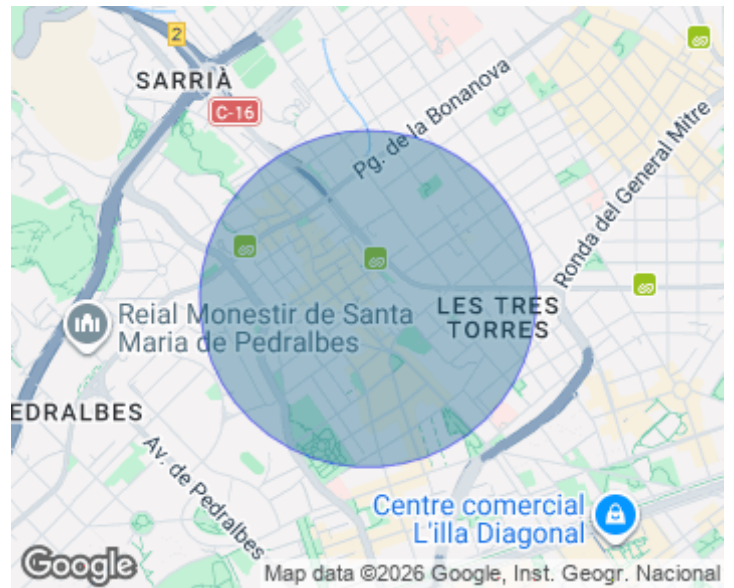 2
SARRIÀ
C-16
Pg. de la Bonanova
Ronda del General Mitre
LES TRES
TORRES
Reial Monestir de Santa
Maria de Pedralbes
EDRALBES
Av. de Pedralbes
Centre comercial
L'illa Diagonal
Google
Map data ©2026 Google, Inst. Geogr. Nacional